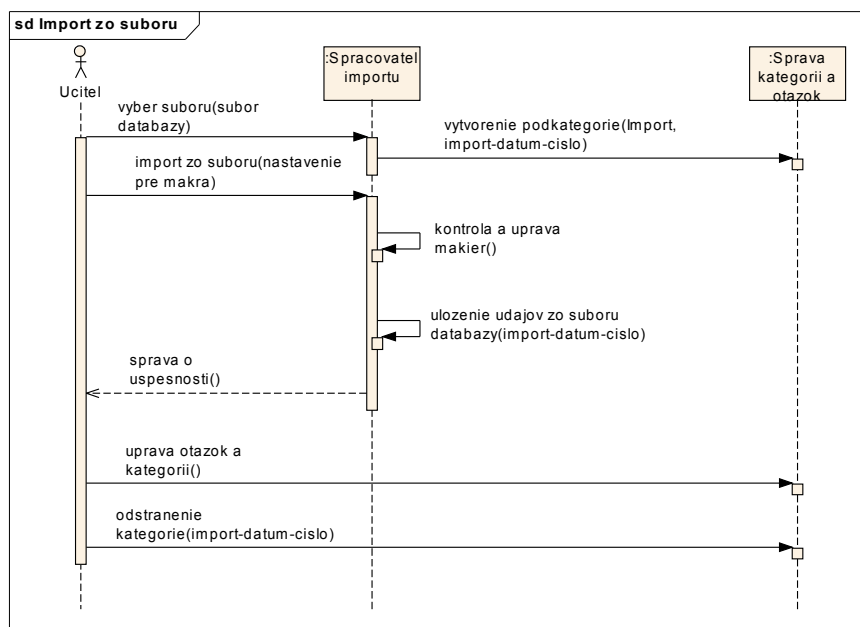 sd Import zo suboru
Ucitel
:Spracovatel
importu
:Sprava
kategorii a
otazok
vyber suboru(subor
databazy)
vytvorenie podkategorie(Import,
import-datum-cislo)
import zo suboru(nastavenie
pre makra)
kontrola a uprava
makier()
ulozenie udajov zo suboru
databazy(import-datum-cislo)
sprava o
uspesnosti()
uprava otazok a
kategorii()
odstranenie
kategorie(import-datum-cislo)